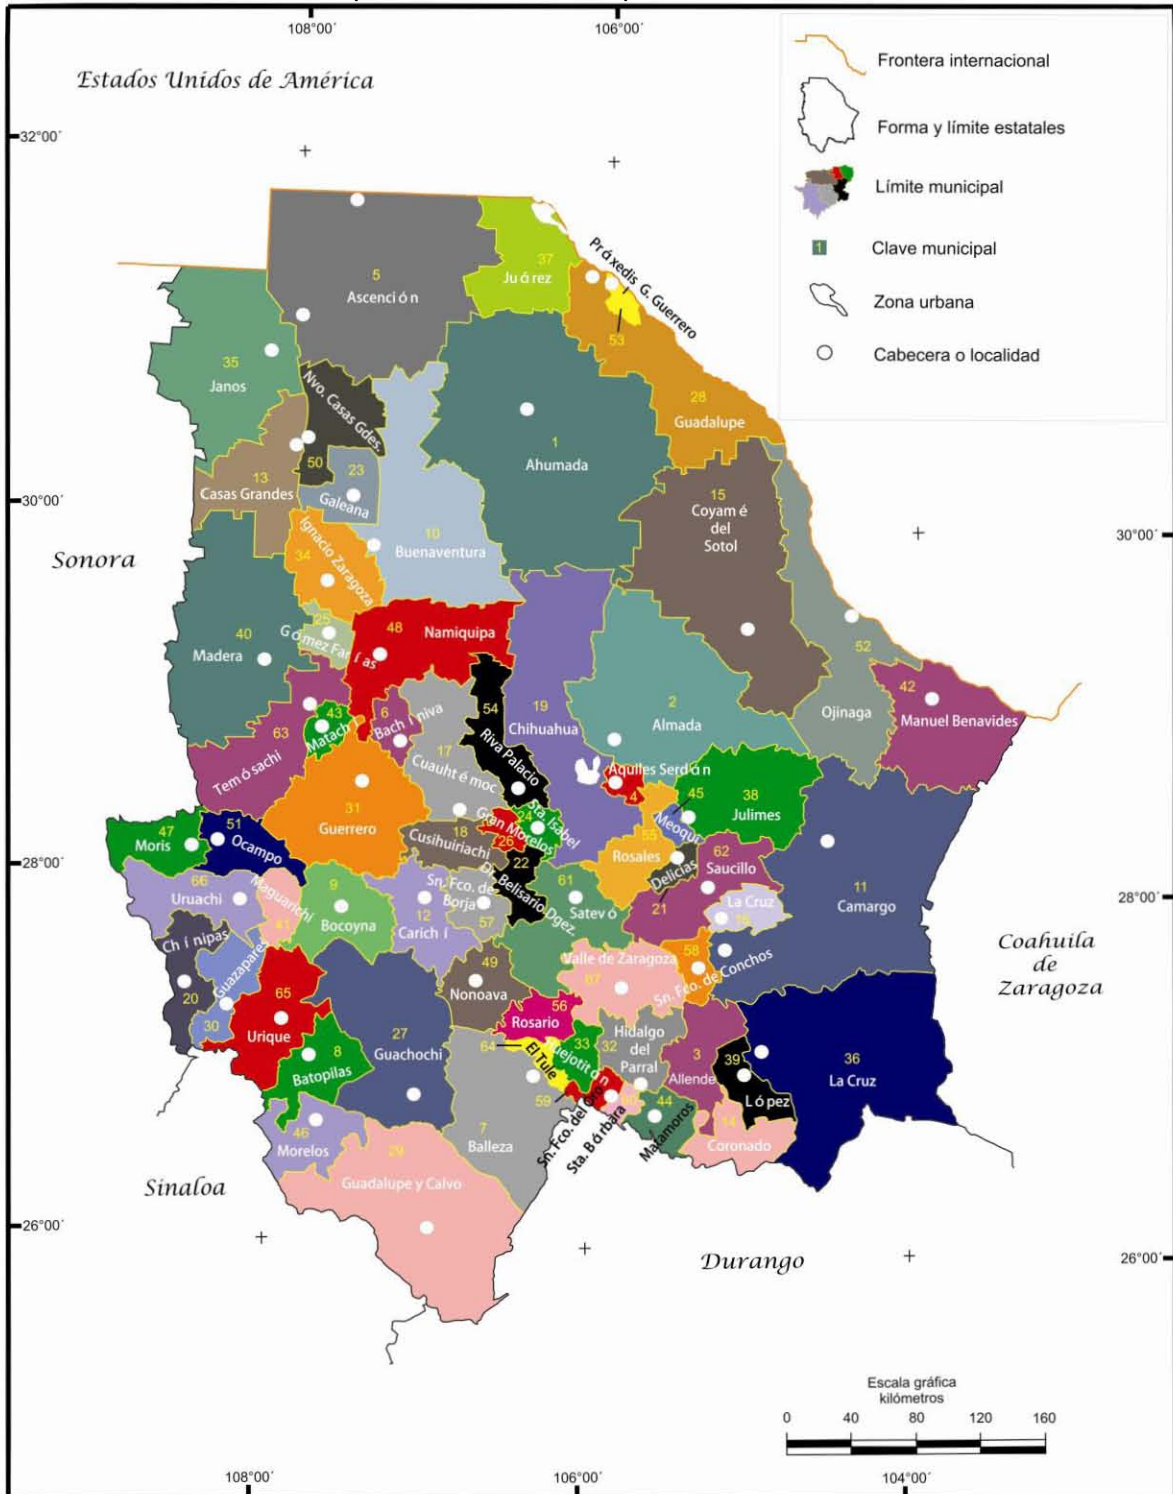 108°00´
106°00´
Estados Unidos de América
Frontera internacional
Forma y límite estatales
Límite municipal
1
Clave municipal
Zona urbana
Cabecera o localidad
32°00´
37
Juárez
Práxedis G. Guerrero
5
Ascención
53
35
Janos
Nvo. Casas Gdes.
28
Guadalupe
1
Ahumada
50
23
13
Casas Grandes
Galeana
15
Coyamé
del
Sotol
30°00´
30°00´
Sonora
Ignacio Zaragoza
34
10
Buenaventura
25
Gómez Farías
48
Namiquipa
40
Madera
52
Ojinaga
42
Manuel Benavides
43
Matach
6
Bachíniva
54
Riva Palacio
19
Chihuahua
2
Almada
63
Temósachi
17
Cuauhtémoc
Aquiles Serdán
4
45
Meoqui
38
Julimes
31
Guerrero
Gran Morelos
24
Sta. Isabel
47
Moris
51
Ocampo
18
Cusihuiriachi
26
55
Rosales
28°00´
28°00´
22
Dr. Belisario Dgez.
Delicias
62
Saucillo
66
Uruachi
Maguarichi
41
9
Bocoyna
12
Carichí
Sn. Fco. de
Borja
57
61
Satevó
21
La Cruz
16
11
Camargo
Chínipas
20
Guazapares
30
49
Nonoava
Valle de Zaragoza
67
58
Sn. Fco. de Conchos
Coahuila
de
Zaragoza
65
Urique
27
Guachochi
56
Rosario
8
Batopilas
64
El Tule
33
Huejotitán
32
Hidalgo
del
Parral
3
Allende
39
López
36
La Cruz
59
Sn. Fco. del Oro
60
Sta. Bárbara
44
Matamoros
14
Coronado
46
Morelos
7
Balleza
29
Guadalupe y Calvo
Sinaloa
26°00´
Durango
26°00´
Escala gráfica
kilómetros
0 40 80 120 160
108°00´
106°00´
104°00´